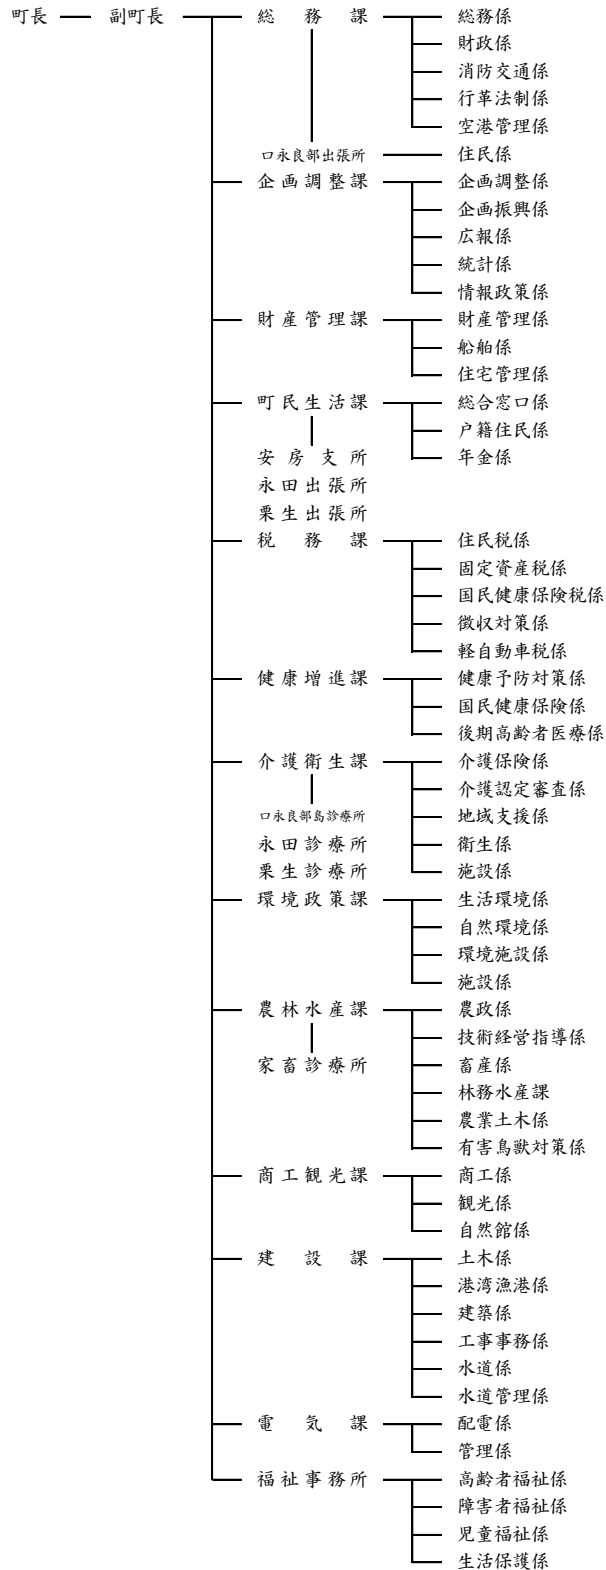 町長 副町長 総務課 総務係
財政係
消防交通係
行革法制係
空港管理係
口永良部出張所 住民係
企画調整課 企画調整係
企画振興係
広報係
統計係
情報政策係
財産管理課 財産管理係
船舶係
住宅管理係
町民生活課 総合窓口係
戸籍住民係
安房支所 年金係
永田出張所
栗生出張所
税務課 住民税係
固定資産税係
国民健康保険税係
徴収対策係
軽自動車税係
健康増進課 健康予防対策係
国民健康保険係
後期高齢者医療係
介護衛生課 介護保険係
介護認定審査係
口永良部島診療所 地域支援係
永田診療所 衛生係
栗生診療所 施設係
環境政策課 生活環境係
自然環境係
環境施設係
施設係
農林水産課 農政係
技術経営指導係
家畜診療所 畜産係
林務水産課
農業土木係
有害鳥獣対策係
商工観光課 商工係
観光係
自然館係
建設課 土木係
港湾漁港係
建築係
工事事務係
水道係
水道管理係
電気課 配電係
管理係
福祉事務所 高齢者福祉係
障害者福祉係
児童福祉係
生活保護係